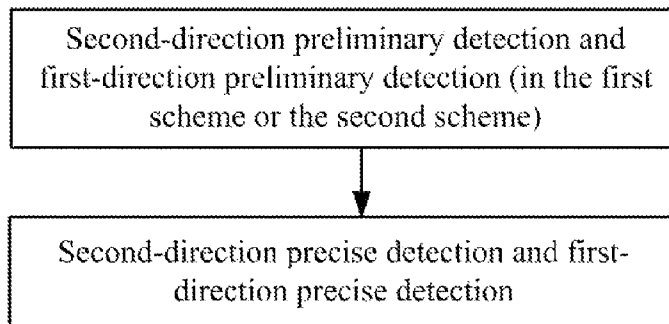 Second-direction preliminary detection and
first-direction preliminary detection (in the first
scheme or the second scheme)
Second-direction precise detection and first-
direction precise detection